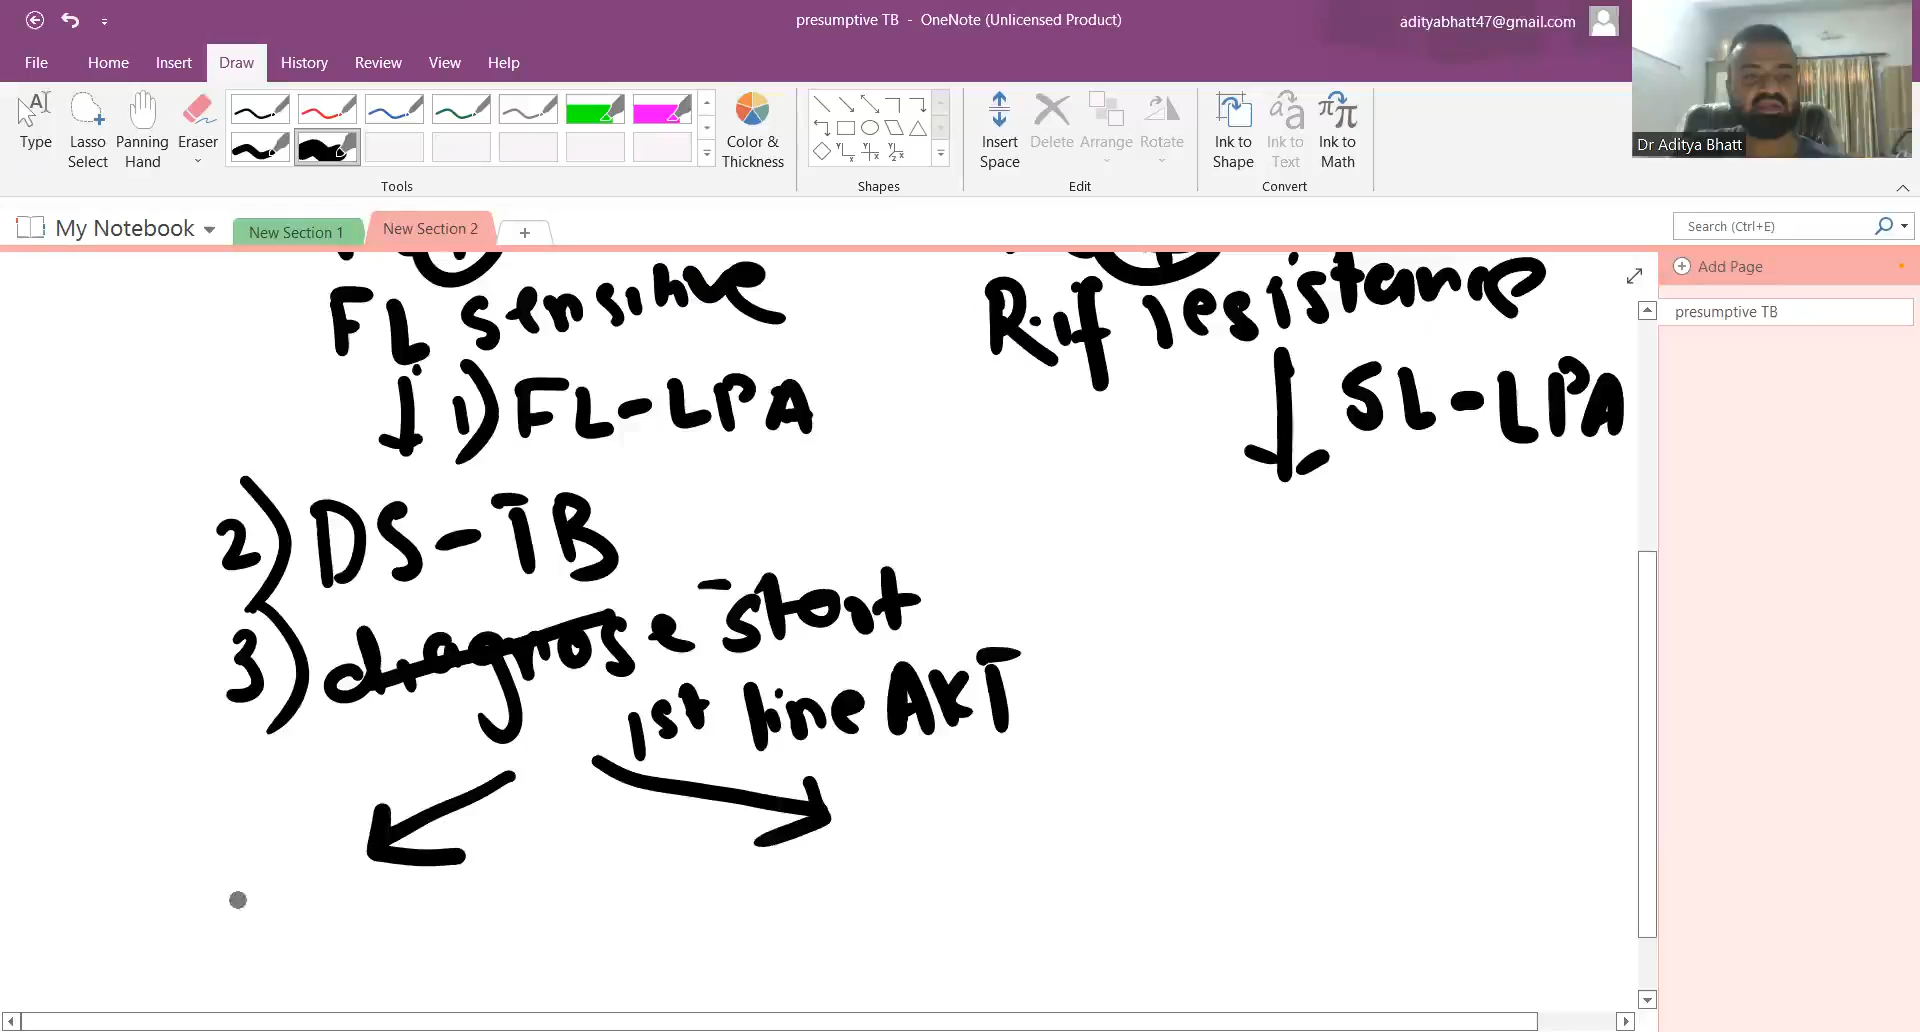 presumptive TB - OneNote (Unlicensed Product)
adityabhatt47@gmail.com
File Home Insert Draw History Review View Help
Type
Lasso Select
Panning Hand
Eraser
Color & Thickness
Insert Space
Delete
Arrange
Rotate
Ink to Shape
Ink to Text
Ink to Math
Tools Shapes Edit Convert
Dr Aditya Bhatt
My Notebook New Section 1 New Section 2
Search (Ctrl+E)
Add Page
presumptive TB
FL sensitive
1) FL-LPA
2) DS-TB
3) diagnose - start
1st line AKT
Rif resistance
SL-LPA